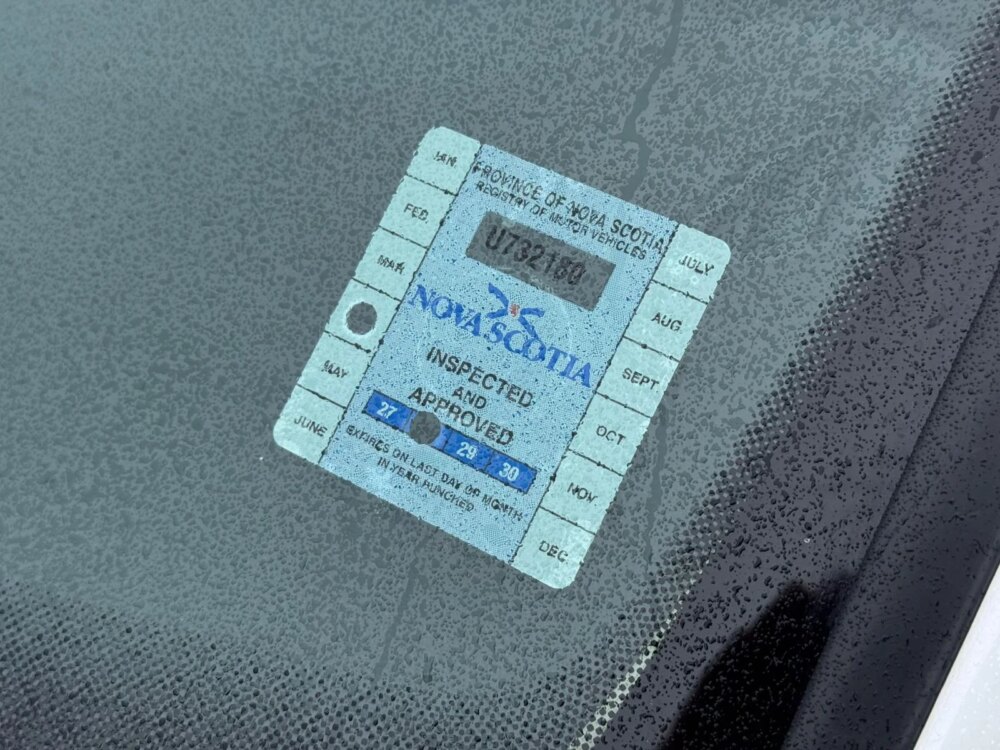 JAN.
FEB.
MAR.
MAY
JUNE
PROVINCE OF NOVA SCOTIA
REGISTRY OF MOTOR VEHICLES
U732180
NOVA SCOTIA
INSPECTED
AND
APPROVED
27 29 30
EXPIRES ON LAST DAY OF MONTH
IN YEAR PUNCHED
JULY
AUG.
SEPT.
OCT.
NOV.
DEC.